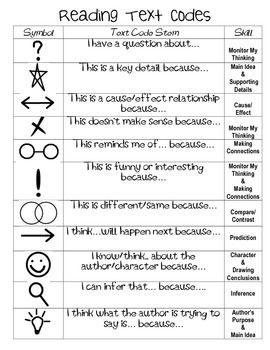 Reading Text Codes
Symbol Text Code Stem Skill
? I have a question about... Monitor My
Thinking
This is a key detail because... Main Idea
&
Supporting
Details
This is a cause/effect relationship
because... Cause/
Effect
This doesn't make sense because... Monitor My
Thinking
This reminds me of... because... Making
Connections
! This is funny or interesting
because... Monitor My
Thinking
&
Making
Connections
This is different/same because... Compare/
Contrast
I think...will happen next because... Prediction
I know/think... about the
author/character because... Character
&
Drawing
Conclusions
I can infer that... because..... Inference
I think what the author is trying to
say is... because... Author's
Purpose
&
Main Idea